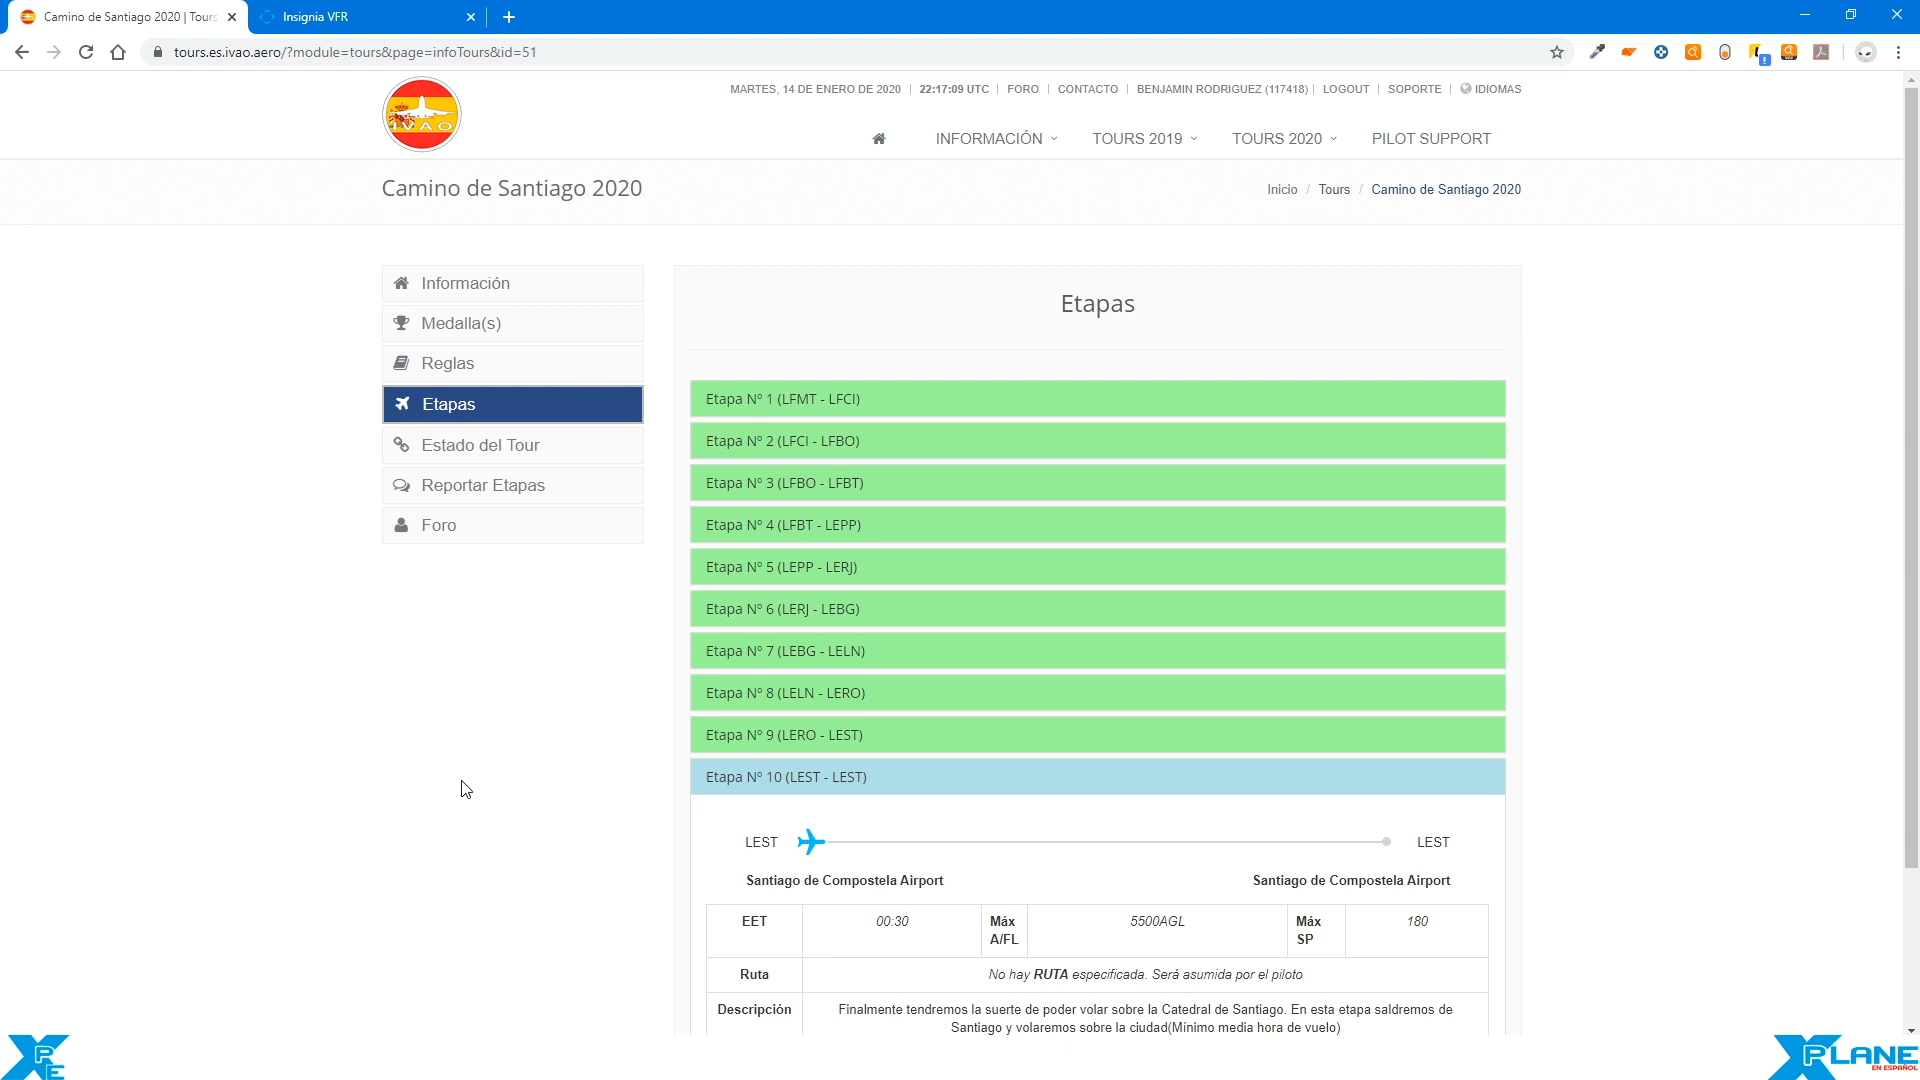 Camino de Santiago 2020 | Tours
Insignia VFR
tours.es.ivao.aero/?module=tours&page=infoTours&id=51
IVAO
MARTES, 14 DE ENERO DE 2020 | 22:17:09 UTC | FORO | CONTACTO | BENJAMIN RODRIGUEZ (117418) | LOGOUT | SOPORTE | IDIOMAS
INFORMACIÓN TOURS 2019 TOURS 2020 PILOT SUPPORT
Camino de Santiago 2020
Inicio / Tours / Camino de Santiago 2020
Información
Medalla(s)
Reglas
Etapas
Estado del Tour
Reportar Etapas
Foro
Etapas
Etapa Nº 1 (LFMT - LFCI)
Etapa Nº 2 (LFCI - LFBO)
Etapa Nº 3 (LFBO - LFBT)
Etapa Nº 4 (LFBT - LEPP)
Etapa Nº 5 (LEPP - LERJ)
Etapa Nº 6 (LERJ - LEBG)
Etapa Nº 7 (LEBG - LELN)
Etapa Nº 8 (LELN - LERO)
Etapa Nº 9 (LERO - LEST)
Etapa Nº 10 (LEST - LEST)
LEST LEST
Santiago de Compostela Airport Santiago de Compostela Airport
EET 00:30 Máx A/FL 5500AGL Máx SP 180
Ruta No hay RUTA especificada. Será asumida por el piloto
Descripción Finalmente tendremos la suerte de poder volar sobre la Catedral de Santiago. En esta etapa saldremos de
Santiago y volaremos sobre la ciudad(Mínimo media hora de vuelo)
XPE
XPLANE
EN ESPAÑOL